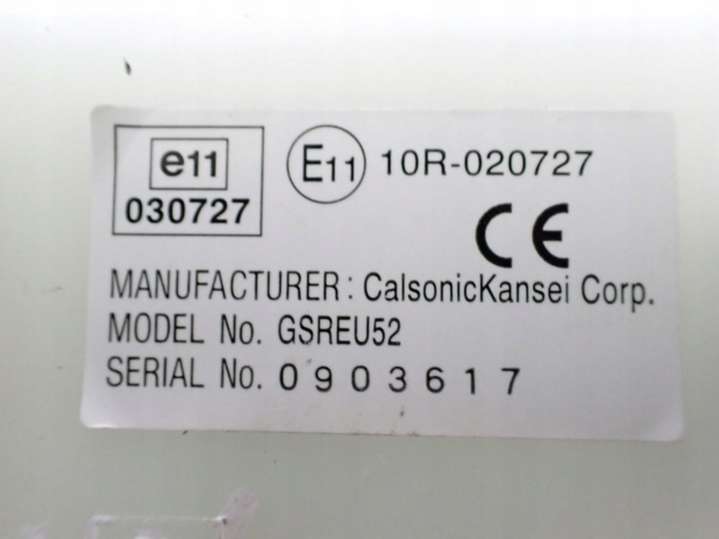 e11
030727
E11 10R-020727
CE
MANUFACTURER: CalsonicKansei Corp.
MODEL No. GSREU52
SERIAL No. 0903617